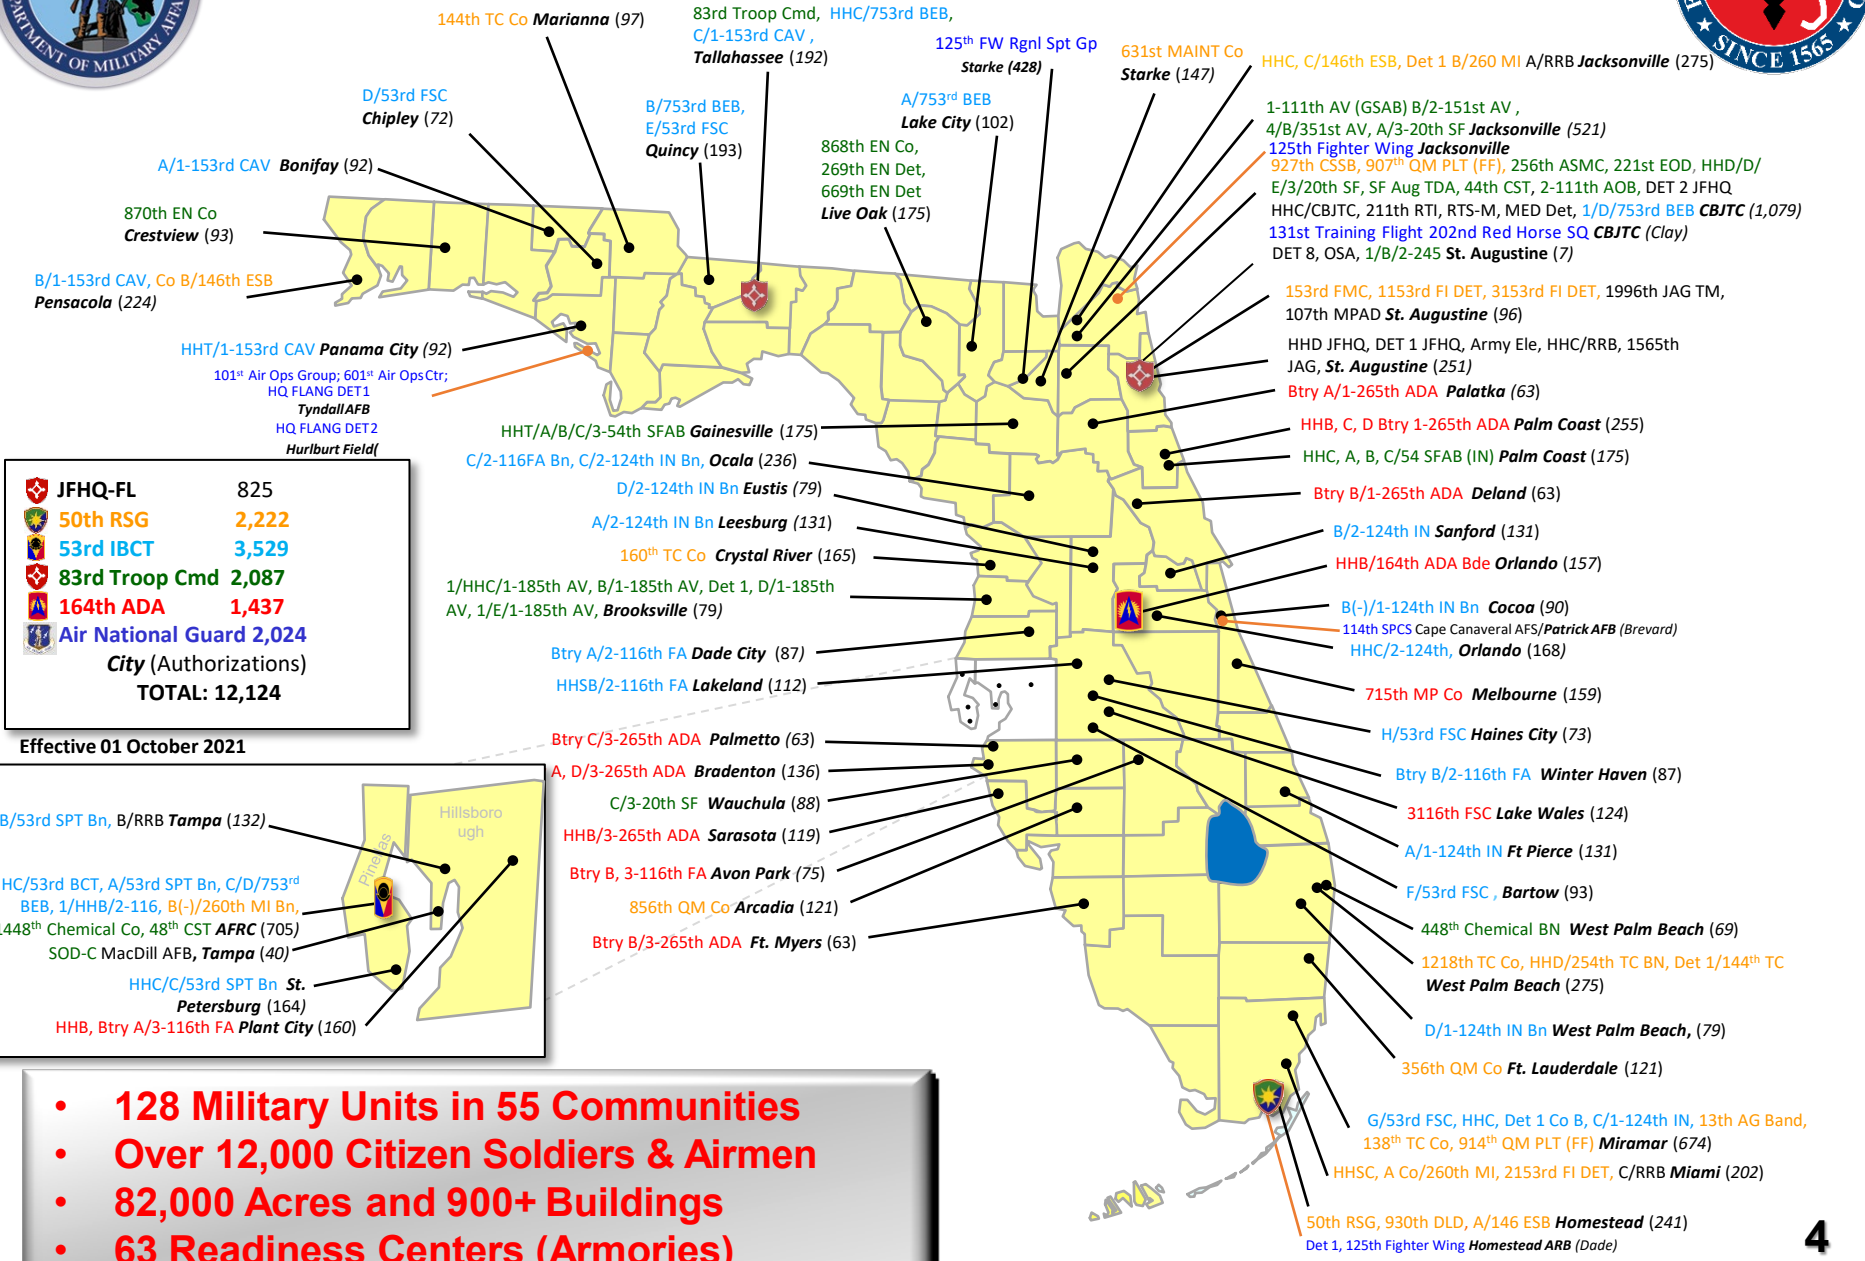 PARTMENT OF MILITARY AFFA
SINCE 1565
144th TC Co Marianna (97)
83rd Troop Cmd, HHC/753rd BEB,
C/1-153rd CAV ,
Tallahassee (192)
125th FW Rgnl Spt Gp
Starke (428)
631st MAINT Co
Starke (147)
HHC, C/146th ESB, Det 1 B/260 MI A/RRB Jacksonville (275)
D/53rd FSC
Chipley (72)
B/753rd BEB,
E/53rd FSC
Quincy (193)
A/753rd BEB
Lake City (102)
868th EN Co,
269th EN Det,
669th EN Det
Live Oak (175)
1-111th AV (GSAB) B/2-151st AV ,
4/B/351st AV, A/3-20th SF Jacksonville (521)
125th Fighter Wing Jacksonville
927th CSSB, 907th QM PLT (FF), 256th ASMC, 221st EOD, HHD/D/
E/3/20th SF, SF Aug TDA, 44th CST, 2-111th AOB, DET 2 JFHQ
HHC/CBJTC, 211th RTI, RTS-M, MED Det, 1/D/753rd BEB CBJTC (1,079)
131st Training Flight 202nd Red Horse SQ CBJTC (Clay)
DET 8, OSA, 1/B/2-245 St. Augustine (7)
A/1-153rd CAV Bonifay (92)
870th EN Co
Crestview (93)
B/1-153rd CAV, Co B/146th ESB
Pensacola (224)
153rd FMC, 1153rd FI DET, 3153rd FI DET, 1996th JAG TM,
107th MPAD St. Augustine (96)
HHD JFHQ, DET 1 JFHQ, Army Ele, HHC/RRB, 1565th
JAG, St. Augustine (251)
HHT/1-153rd CAV Panama City (92)
101st Air Ops Group; 601st Air OpsCtr;
HQ FLANG DET1
Tyndall AFB
HQ FLANG DET2
Hurlburt Field(
Btry A/1-265th ADA Palatka (63)
HHB, C, D Btry 1-265th ADA Palm Coast (255)
HHC, A, B, C/54 SFAB (IN) Palm Coast (175)
Btry B/1-265th ADA Deland (63)
B/2-124th IN Sanford (131)
HHB/164th ADA Bde Orlando (157)
B(-)/1-124th IN Bn Cocoa (90)
114th SPCS Cape Canaveral AFS/Patrick AFB (Brevard)
HHC/2-124th, Orlando (168)
715th MP Co Melbourne (159)
H/53rd FSC Haines City (73)
Btry B/2-116th FA Winter Haven (87)
3116th FSC Lake Wales (124)
A/1-124th IN Ft Pierce (131)
F/53rd FSC , Bartow (93)
448th Chemical BN West Palm Beach (69)
1218th TC Co, HHD/254th TC BN, Det 1/144th TC
West Palm Beach (275)
D/1-124th IN Bn West Palm Beach, (79)
356th QM Co Ft. Lauderdale (121)
G/53rd FSC, HHC, Det 1 Co B, C/1-124th IN, 13th AG Band,
138th TC Co, 914th QM PLT (FF) Miramar (674)
HHSC, A Co/260th MI, 2153rd FI DET, C/RRB Miami (202)
50th RSG, 930th DLD, A/146 ESB Homestead (241)
Det 1, 125th Fighter Wing Homestead ARB (Dade)
HHT/A/B/C/3-54th SFAB Gainesville (175)
C/2-116FA Bn, C/2-124th IN Bn, Ocala (236)
D/2-124th IN Bn Eustis (79)
A/2-124th IN Bn Leesburg (131)
160th TC Co Crystal River (165)
1/HHC/1-185th AV, B/1-185th AV, Det 1, D/1-185th
AV, 1/E/1-185th AV, Brooksville (79)
Btry A/2-116th FA Dade City (87)
HHSB/2-116th FA Lakeland (112)
Btry C/3-265th ADA Palmetto (63)
A, D/3-265th ADA Bradenton (136)
C/3-20th SF Wauchula (88)
HHB/3-265th ADA Sarasota (119)
Btry B, 3-116th FA Avon Park (75)
856th QM Co Arcadia (121)
Btry B/3-265th ADA Ft. Myers (63)
JFHQ-FL 825
50th RSG 2,222
53rd IBCT 3,529
83rd Troop Cmd 2,087
164th ADA 1,437
Air National Guard 2,024
City (Authorizations)
TOTAL: 12,124
Effective 01 October 2021
Hillsboro
ugh
Pinellas
B/53rd SPT Bn, B/RRB Tampa (132)
HC/53rd BCT, A/53rd SPT Bn, C/D/753rd
BEB, 1/HHB/2-116, B(-)/260th MI Bn,
1448th Chemical Co, 48th CST AFRC (705)
SOD-C MacDill AFB, Tampa (40)
HHC/C/53rd SPT Bn St.
Petersburg (164)
HHB, Btry A/3-116th FA Plant City (160)
• 128 Military Units in 55 Communities
• Over 12,000 Citizen Soldiers & Airmen
• 82,000 Acres and 900+ Buildings
• 63 Readiness Centers (Armories)
4